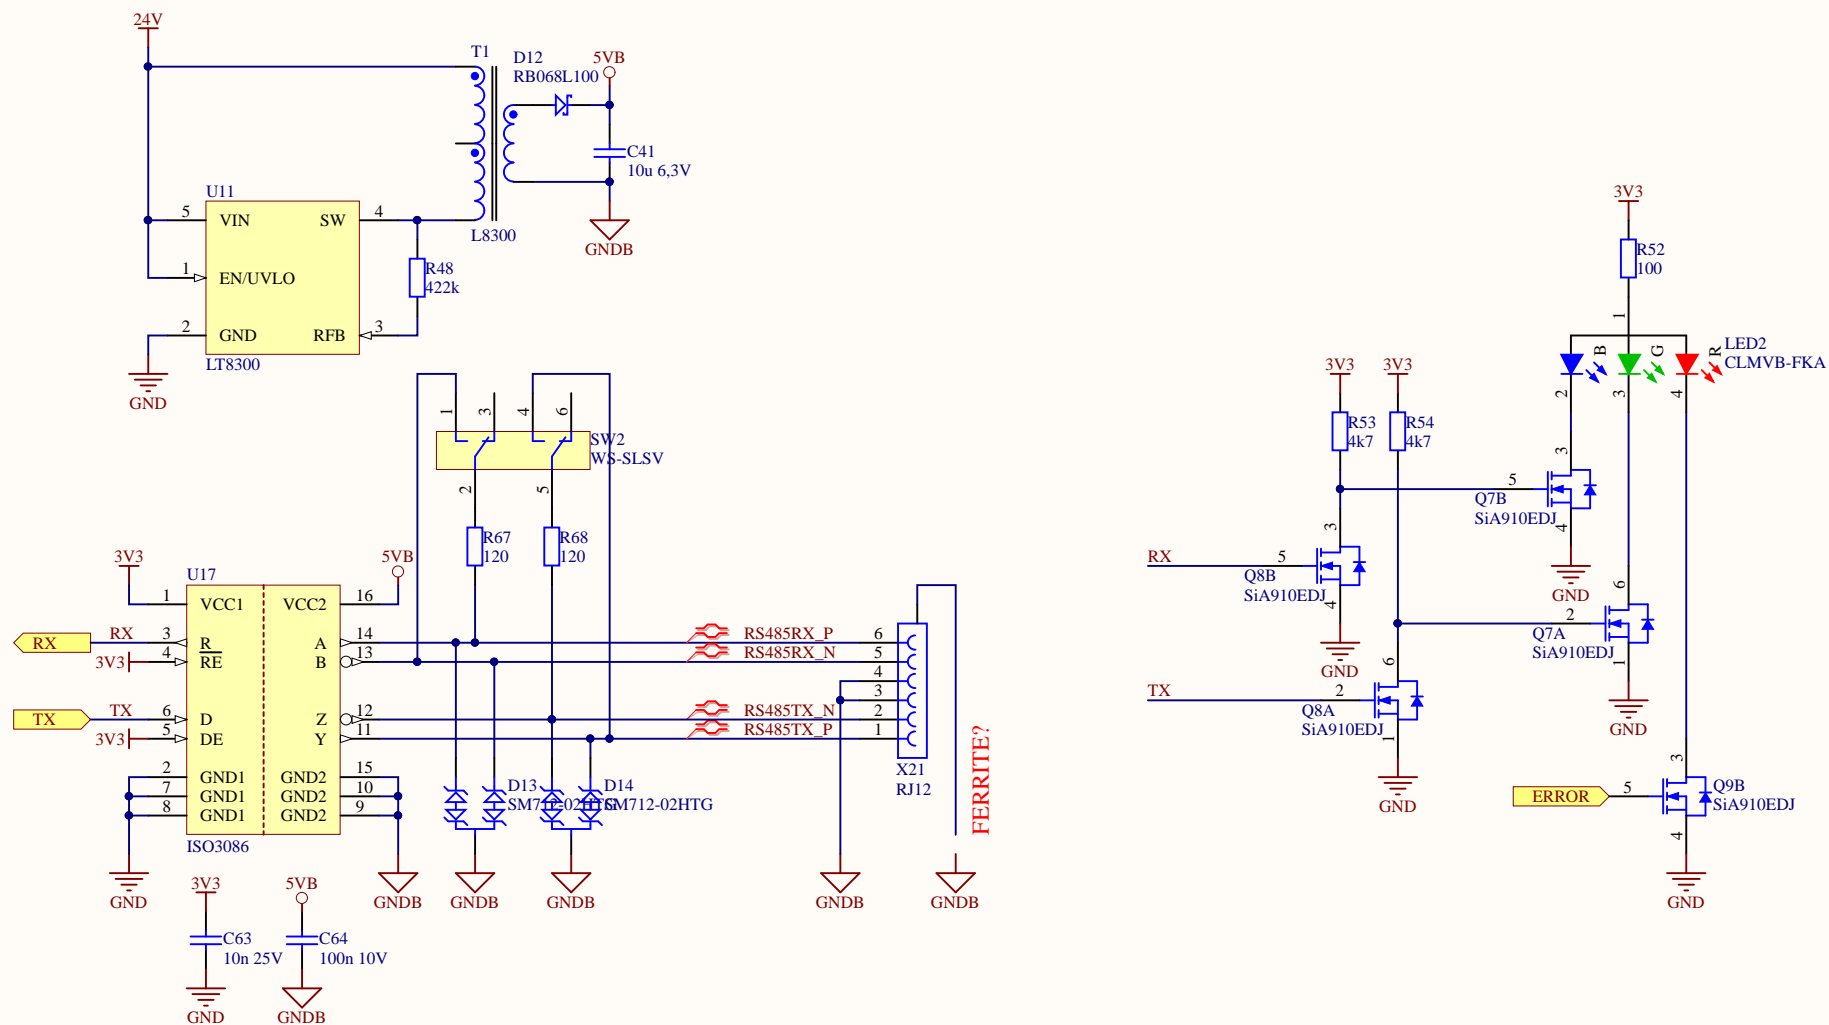 24V
T1
D12
RB068L100
5VB
C41
10u 6,3V
GNDB
L8300
U11
5 VIN SW 4
1 EN/UVLO
2 GND RFB 3
LT8300
GND
R48
422k
1 3 4 6
SW2
WS-SLSV
2 5
R67
120
R68
120
3V3
U17
5VB
1 VCC1 VCC2 16
RX RX 3 R A 14
3V3 4 RE B 13
TX TX 6 D Z 12
3V3 5 DE Y 11
2 GND1 GND2 15
7 GND1 GND2 10
8 GND1 GND2 9
ISO3086
GND
GNDB
RS485RX_P 6
RS485RX_N 5
4
3
RS485TX_N 2
RS485TX_P 1
X21
RJ12
FERRITE?
D13
SM712-02HTG
D14
SM712-02HTG
GNDB
GNDB
GNDB
GNDB
3V3
C63
10n 25V
GND
5VB
C64
100n 10V
GNDB
3V3
R52
100
1
B G R
LED2
CLMVB-FKA
2 3 4
3V3
R53
4k7
3V3
R54
4k7
3
5
Q7B
SiA910EDJ
4
GND
RX
3
5
Q8B
SiA910EDJ
4
GND
6
2
Q7A
SiA910EDJ
1
GND
TX
6
2
Q8A
SiA910EDJ
1
GND
ERROR
3
5
Q9B
SiA910EDJ
4
GND